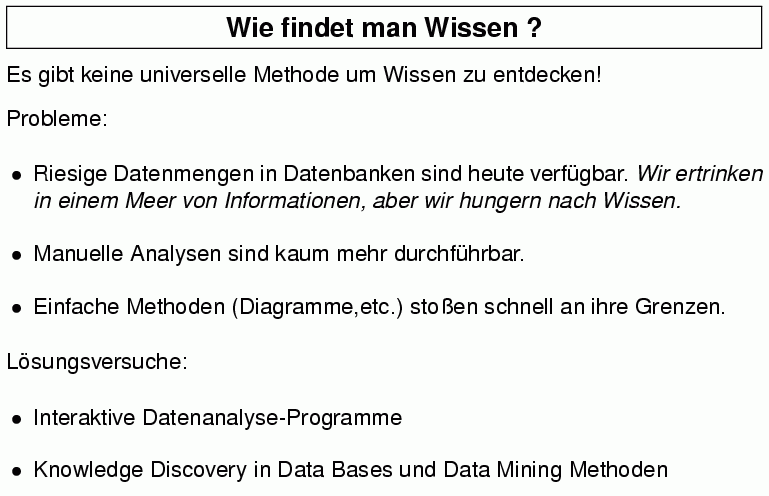 Wie findet man Wissen ?
Es gibt keine universelle Methode um Wissen zu entdecken!
Probleme:
• Riesige Datenmengen in Datenbanken sind heute verfügbar. Wir ertrinken
in einem Meer von Informationen, aber wir hungern nach Wissen.
• Manuelle Analysen sind kaum mehr durchführbar.
• Einfache Methoden (Diagramme,etc.) stoßen schnell an ihre Grenzen.
Lösungsversuche:
• Interaktive Datenanalyse-Programme
• Knowledge Discovery in Data Bases und Data Mining Methoden